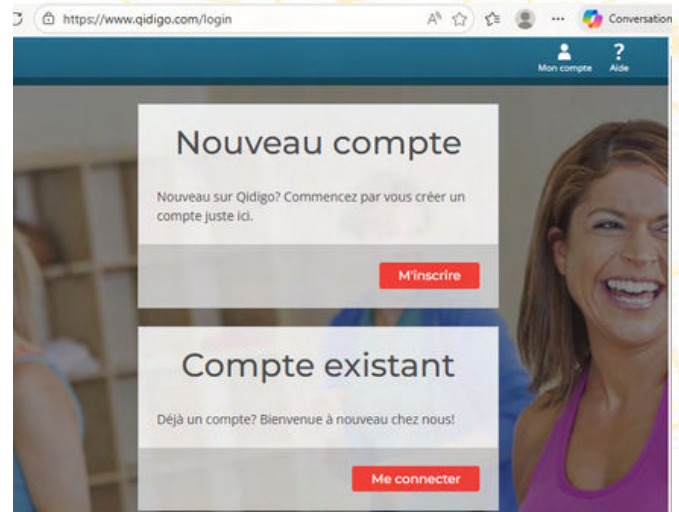 https://www.qidigo.com/login
Conversation
Mon compte
Aide
Nouveau compte
Nouveau sur Qidigo? Commencez par vous créer un
compte juste ici.
M'inscrire
Compte existant
Déjà un compte? Bienvenue à nouveau chez nous!
Me connecter